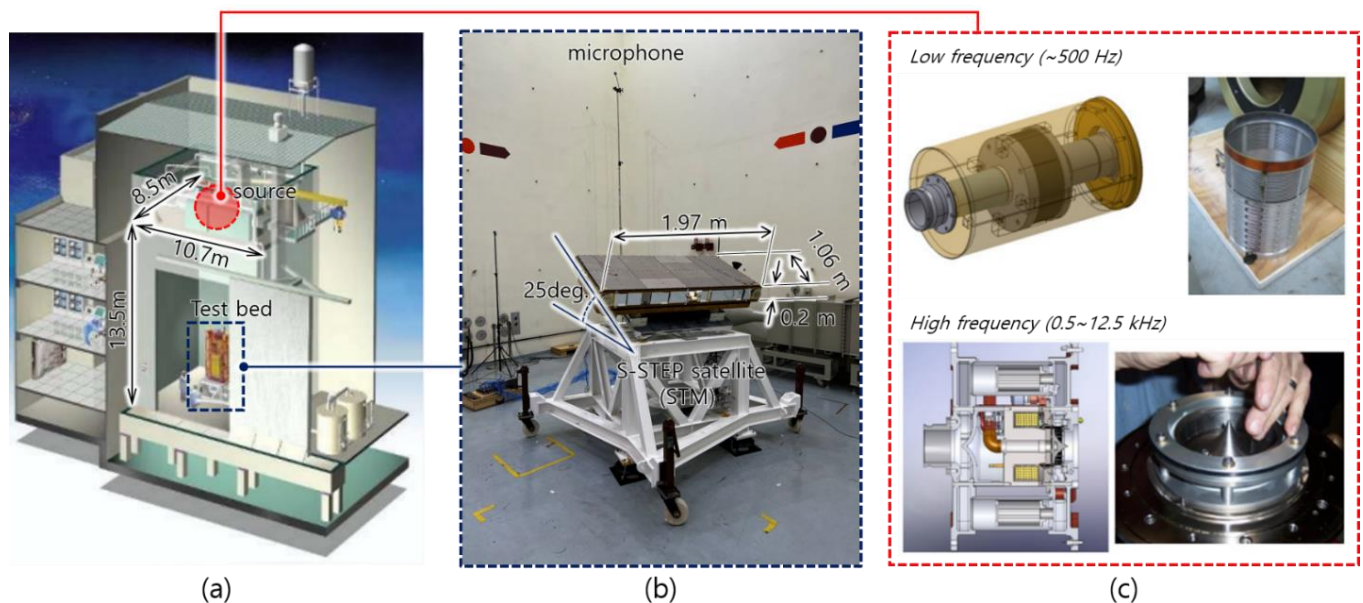 source
8.5m
10.7m
13.5m
Test bed
(a)
microphone
1.97 m
1.06 m
0.2 m
25deg.
S-STEP satellite
(STM)
(b)
Low frequency (~500 Hz)
High frequency (0.5~12.5 kHz)
(c)